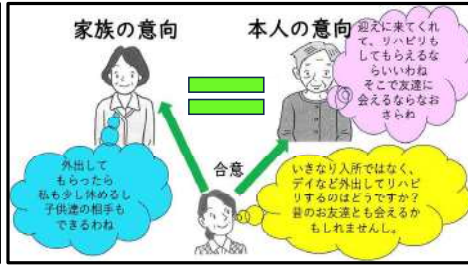 家族の意向
本人の意向
迎えに来てくれ
て、リハビリも
してもらえるな
らいいわね
そこで友達に
会えるならなお
さらね
外出して
もらったら
私も少し休めるし
子供達の相手も
できるわね
合意
いきなり入所ではなく、
デイなど外出してリハビ
リするのはどうですか？
昔のお友達とも会えるか
もしれませんし。